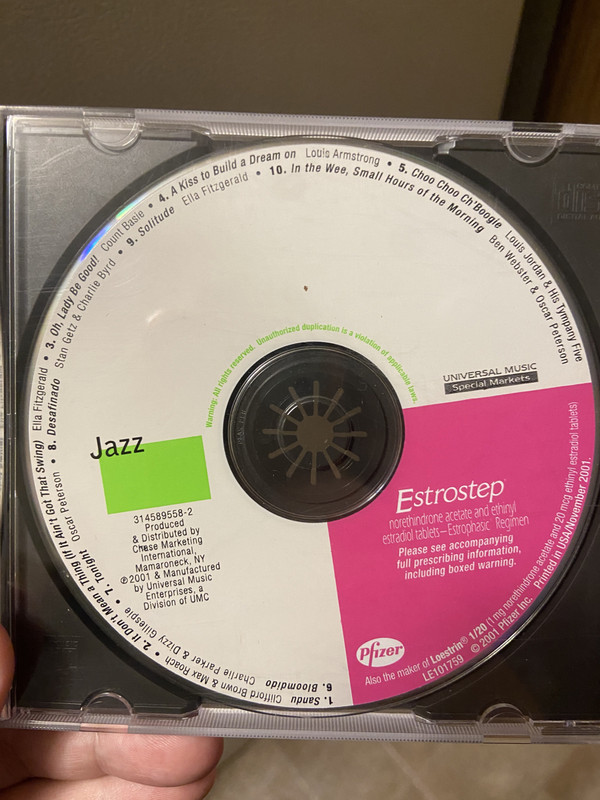 1. Sandu Clifford Brown & Max Roach • 2. It Don't Mean a Thing (If It Ain't Got That Swing) Ella Fitzgerald • 3. Oh, Lady Be Good! Count Basie • 4. A Kiss to Build a Dream on Louis Armstrong • 5. Choo Choo Ch'Boogie Louis Jordan & His Tympany Five
6. Bloomdido Charlie Parker & Dizzy Gillespie • 7. Tonight Oscar Peterson • 8. Desafinado Stan Getz & Charlie Byrd • 9. Solitude Ella Fitzgerald • 10. In the Wee, Small Hours of the Morning Ben Webster & Oscar Peterson
Warning: All rights reserved. Unauthorized duplication is a violation of applicable laws.
UNIVERSAL MUSIC
Special Markets
Jazz
314589558-2
Produced
& Distributed by
Chase Marketing
International,
Mamaroneck, NY
℗2001 & Manufactured
by Universal Music
Enterprises, a
Division of UMC
Estrostep®
norethindrone acetate and ethinyl
estradiol tablets–Estrophasic™ Regimen
Please see accompanying
full prescribing information,
including boxed warning.
Pfizer
Also the maker of Loestrin® 1/20 (1 mg norethindrone acetate and 20 mcg ethinyl estradiol tablets)
LE101759 © 2001 Pfizer Inc. Printed in USA/November 2001.